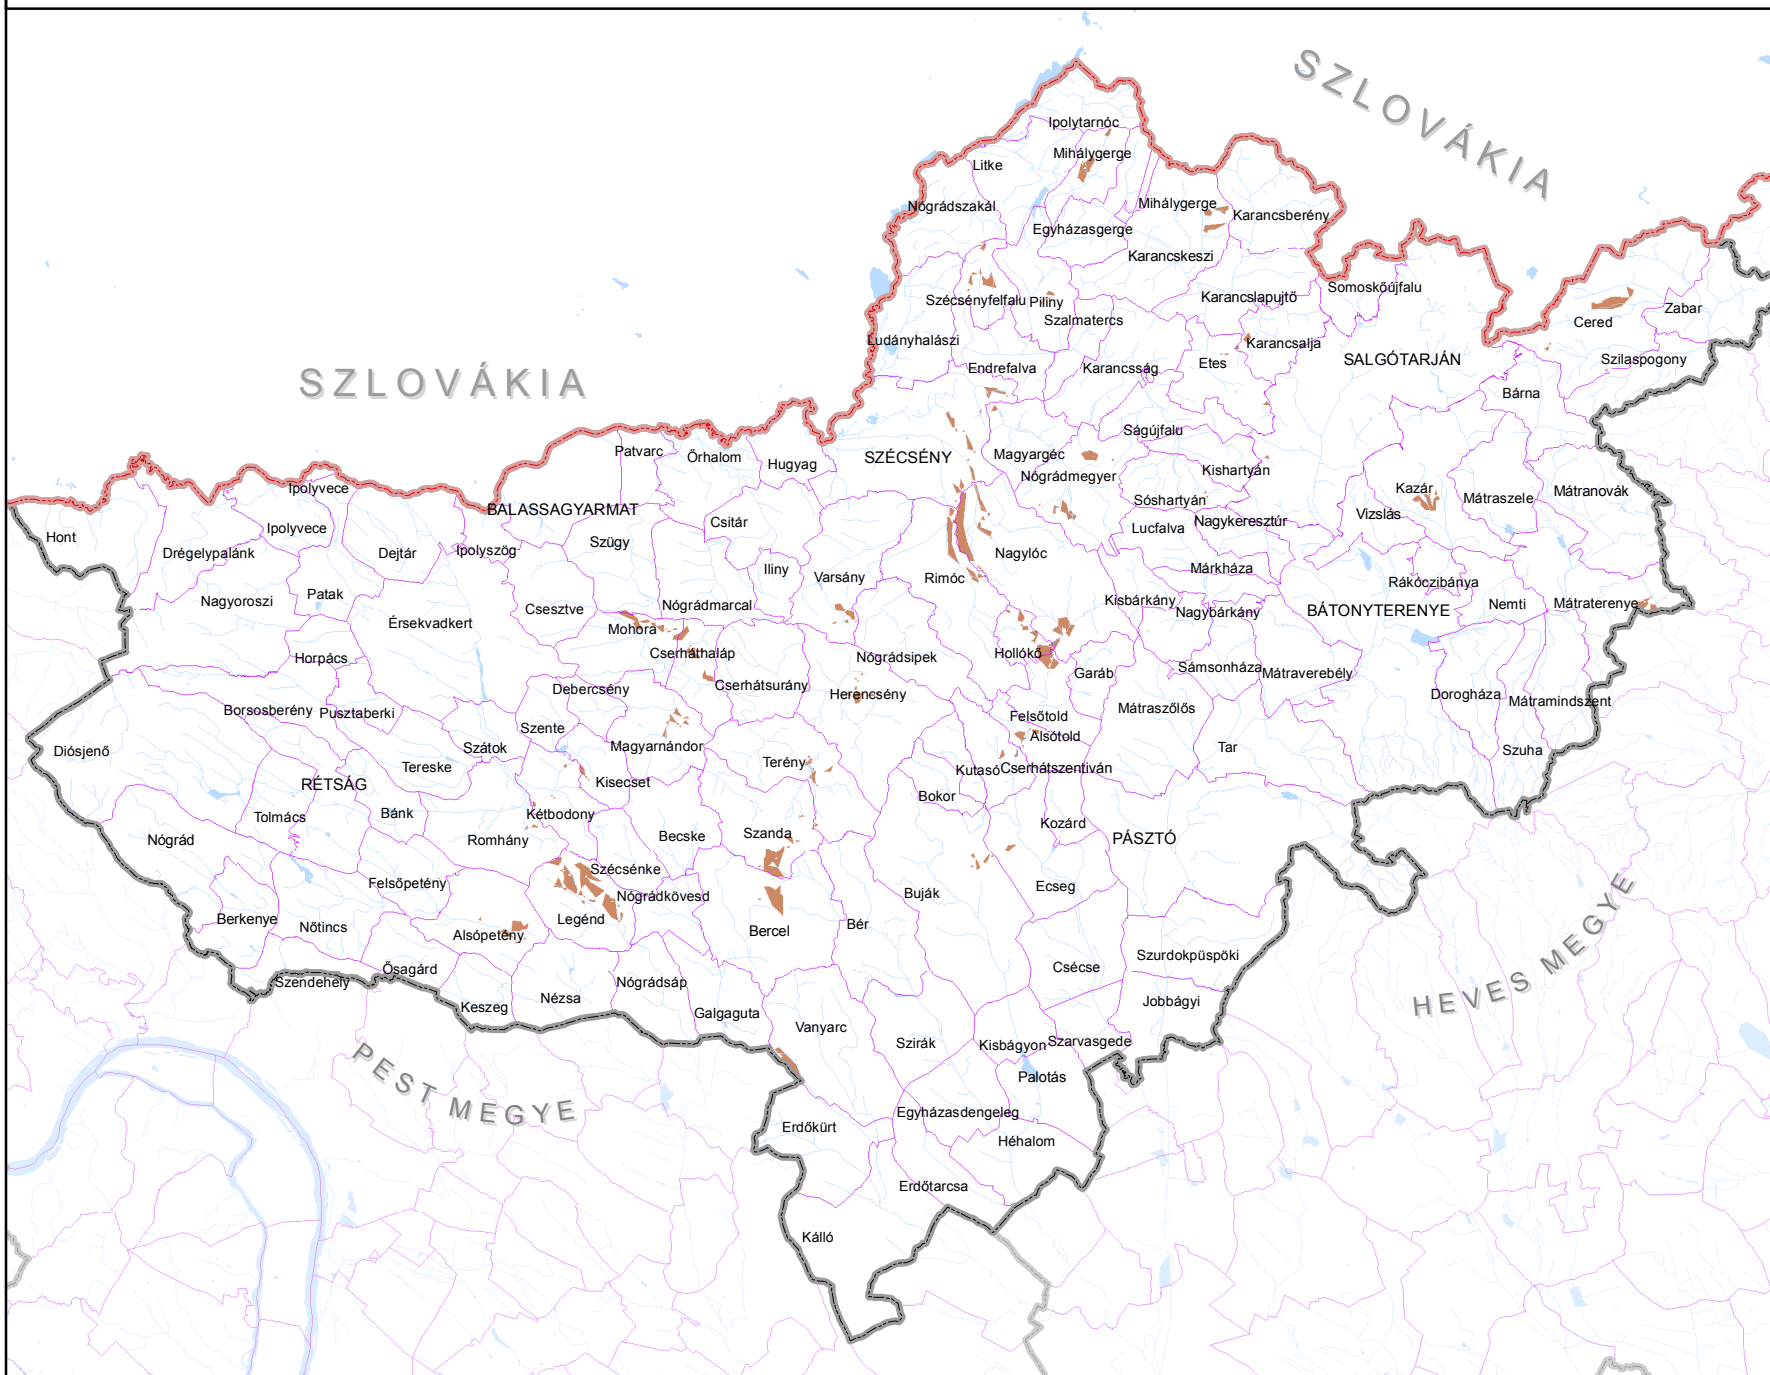 SZLOVÁKIA
Ipolytarnóc
Mihálygerge
Litke
Nógrádszakál
Mihálygerge
Karancsberény
Egyházasgerge
Karancskeszi
Szécsényfelfalu
Piliny
Karancslapujtő
Somoskőújfalu
Szalmatercs
Cered
Zabar
Ludányhalászi
Karancsalja
SALGÓTARJÁN
Szilaspogony
Endrefalva
Karancsság
Etes
SZLOVÁKIA
Bárna
Ságújfalu
Patvarc
Őrhalom
Hugyag
SZÉCSÉNY
Magyargéc
Nógrádmegyer
Kishartyán
Kazár
Mátraszele
Mátranovák
Ipolyvece
Sóshartyán
BALASSAGYARMAT
Vizslás
Csitár
Lucfalva
Nagykeresztúr
Ipolyvece
Hont
Drégelypalánk
Dejtár
Ipolyszög
Szügy
Nagylóc
Iliny
Varsány
Rimóc
Márkháza
Rákóczibánya
Nagyoroszi
Patak
Csesztve
Nógrádmarcal
Kisbárkány
Nagybárkány
BÁTONYTERENYE
Nemti
Mátraterenye
Érsekvadkert
Mohora
Cserháthaláp
Nógrádsipek
Hollókő
Horpács
Garáb
Sámsonháza
Mátraverebély
Debercsény
Cserhátsurány
Herencsény
Dorogháza
Mátramindszent
Borsosberény
Pusztaberki
Felsőtold
Mátraszőlős
Szente
Alsótold
Diósjenő
Szátok
Magyarnándor
Tar
Szuha
Tereske
Terény
Kutasó
Cserhátszentiván
RÉTSÁG
Kisecset
Bokor
Tolmács
Bánk
Kétbodony
Kozárd
Nógrád
Romhány
Becske
Szanda
PÁSZTÓ
Szécsénke
Felsőpetény
Nógrádkövesd
Buják
Ecseg
Berkenye
Nőtincs
Legénd
Alsópetény
Bercel
Bér
Szurdokpüspöki
Ősagárd
Csécse
HEVES MEGYE
Szendehely
Nógrádsáp
Nézsa
Keszeg
Jobbágyi
Galgaguta
Vanyarc
Szirák
Kisbágyon
Szarvasgede
Palotás
PEST MEGYE
Egyházasdengeleg
Erdőkürt
Héhalom
Erdőtarcsa
Kálló